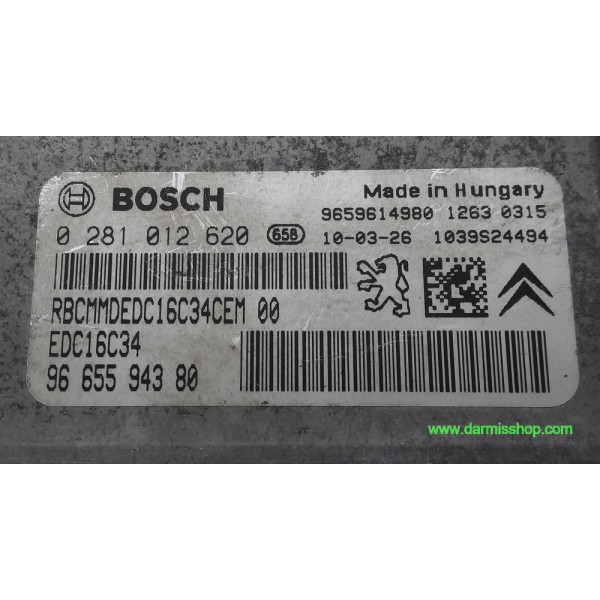 BOSCH
Made in Hungary
9659614980 1263 0315
0 281 012 620 65B 10-03-26 1039S24494
RBCMMDEDC16C34CEM 00
EDC16C34
96 655 943 80
www.darmisshop.com